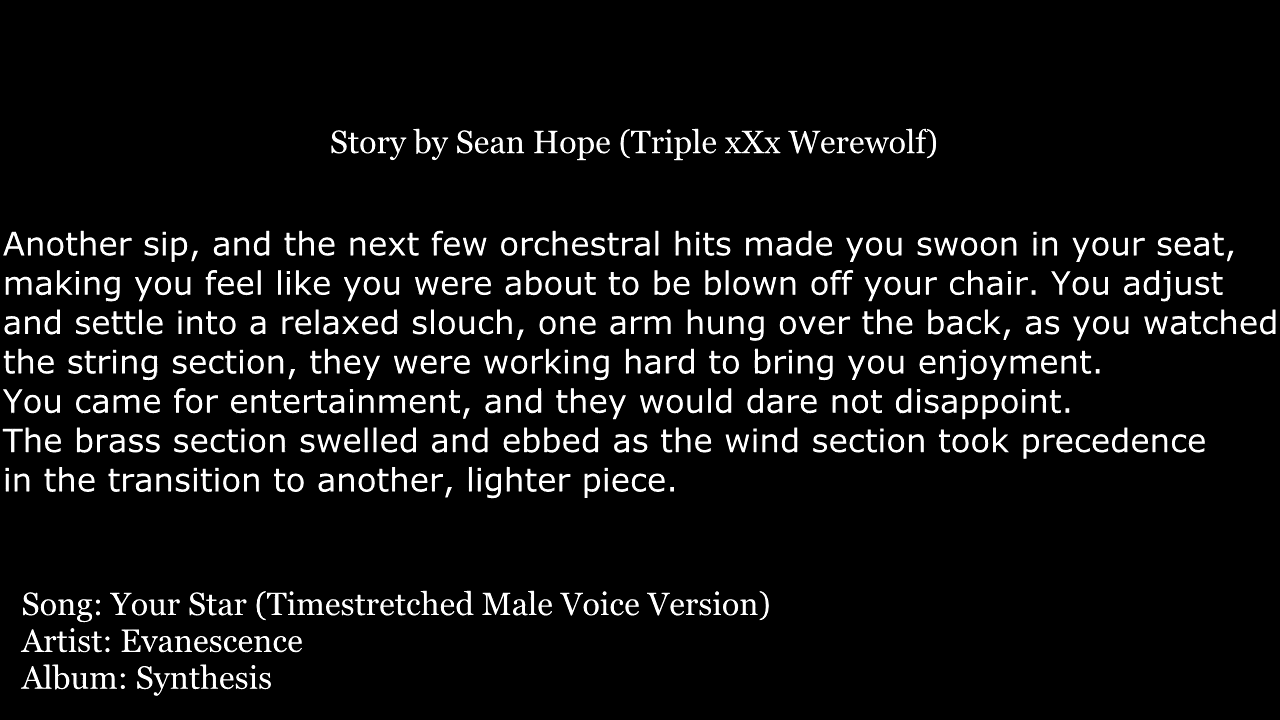 Story by Sean Hope (Triple xXx Werewolf)
Another sip, and the next few orchestral hits made you swoon in your seat,
making you feel like you were about to be blown off your chair. You adjust
and settle into a relaxed slouch, one arm hung over the back, as you watched
the string section, they were working hard to bring you enjoyment.
You came for entertainment, and they would dare not disappoint.
The brass section swelled and ebbed as the wind section took precedence
in the transition to another, lighter piece.
Song: Your Star (Timestretched Male Voice Version)
Artist: Evanescence
Album: Synthesis